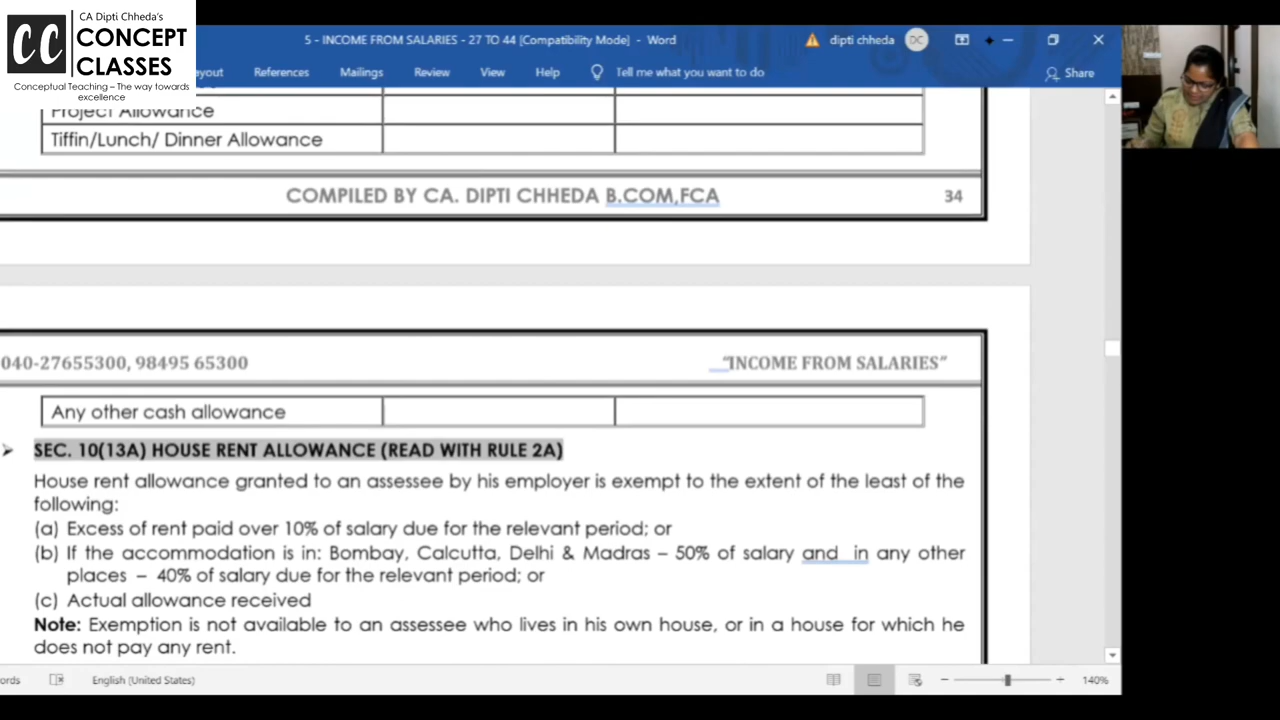 CA Dipti Chheda's
CC CONCEPT
CLASSES
Conceptual Teaching – The way towards
excellence
5 - INCOME FROM SALARIES - 27 TO 44 [Compatibility Mode] - Word
dipti chheda DC
References Mailings Review View Help Tell me what you want to do Share
Project Allowance
Tiffin/Lunch/ Dinner Allowance
COMPILED BY CA. DIPTI CHHEDA B.COM,FCA 34
040-27655300, 98495 65300 "INCOME FROM SALARIES"
Any other cash allowance
➢ SEC. 10(13A) HOUSE RENT ALLOWANCE (READ WITH RULE 2A)
House rent allowance granted to an assessee by his employer is exempt to the extent of the least of the
following:
(a) Excess of rent paid over 10% of salary due for the relevant period; or
(b) If the accommodation is in: Bombay, Calcutta, Delhi & Madras – 50% of salary and in any other
places – 40% of salary due for the relevant period; or
(c) Actual allowance received
Note: Exemption is not available to an assessee who lives in his own house, or in a house for which he
does not pay any rent.
English (United States) 140%